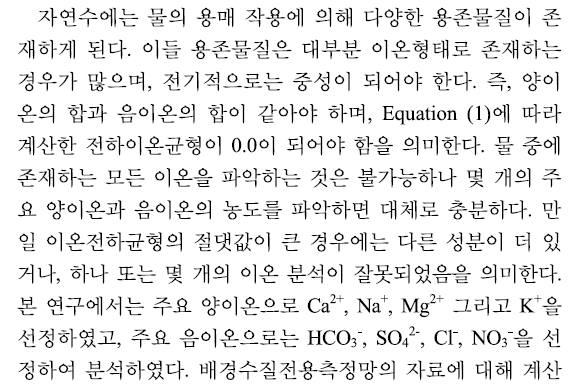 자연수에는 물의 용매 작용에 의해 다양한 용존물질이 존
재하게 된다. 이들 용존물질은 대부분 이온형태로 존재하는
경우가 많으며, 전기적으로는 중성이 되어야 한다. 즉, 양이
온의 합과 음이온의 합이 같아야 하며, Equation (1)에 따라
계산한 전하이온균형이 0.0이 되어야 함을 의미한다. 물 중에
존재하는 모든 이온을 파악하는 것은 불가능하나 몇 개의 주
요 양이온과 음이온의 농도를 파악하면 대체로 충분하다. 만
일 이온전하균형의 절댓값이 큰 경우에는 다른 성분이 더 있
거나, 하나 또는 몇 개의 이온 분석이 잘못되었음을 의미한다.
본 연구에서는 주요 양이온으로 Ca²⁺, Na⁺, Mg²⁺ 그리고 K⁺을
선정하였고, 주요 음이온으로는 HCO₃⁻, SO₄²⁻, Cl⁻, NO₃⁻을 선
정하여 분석하였다. 배경수질전용측정망의 자료에 대해 계산